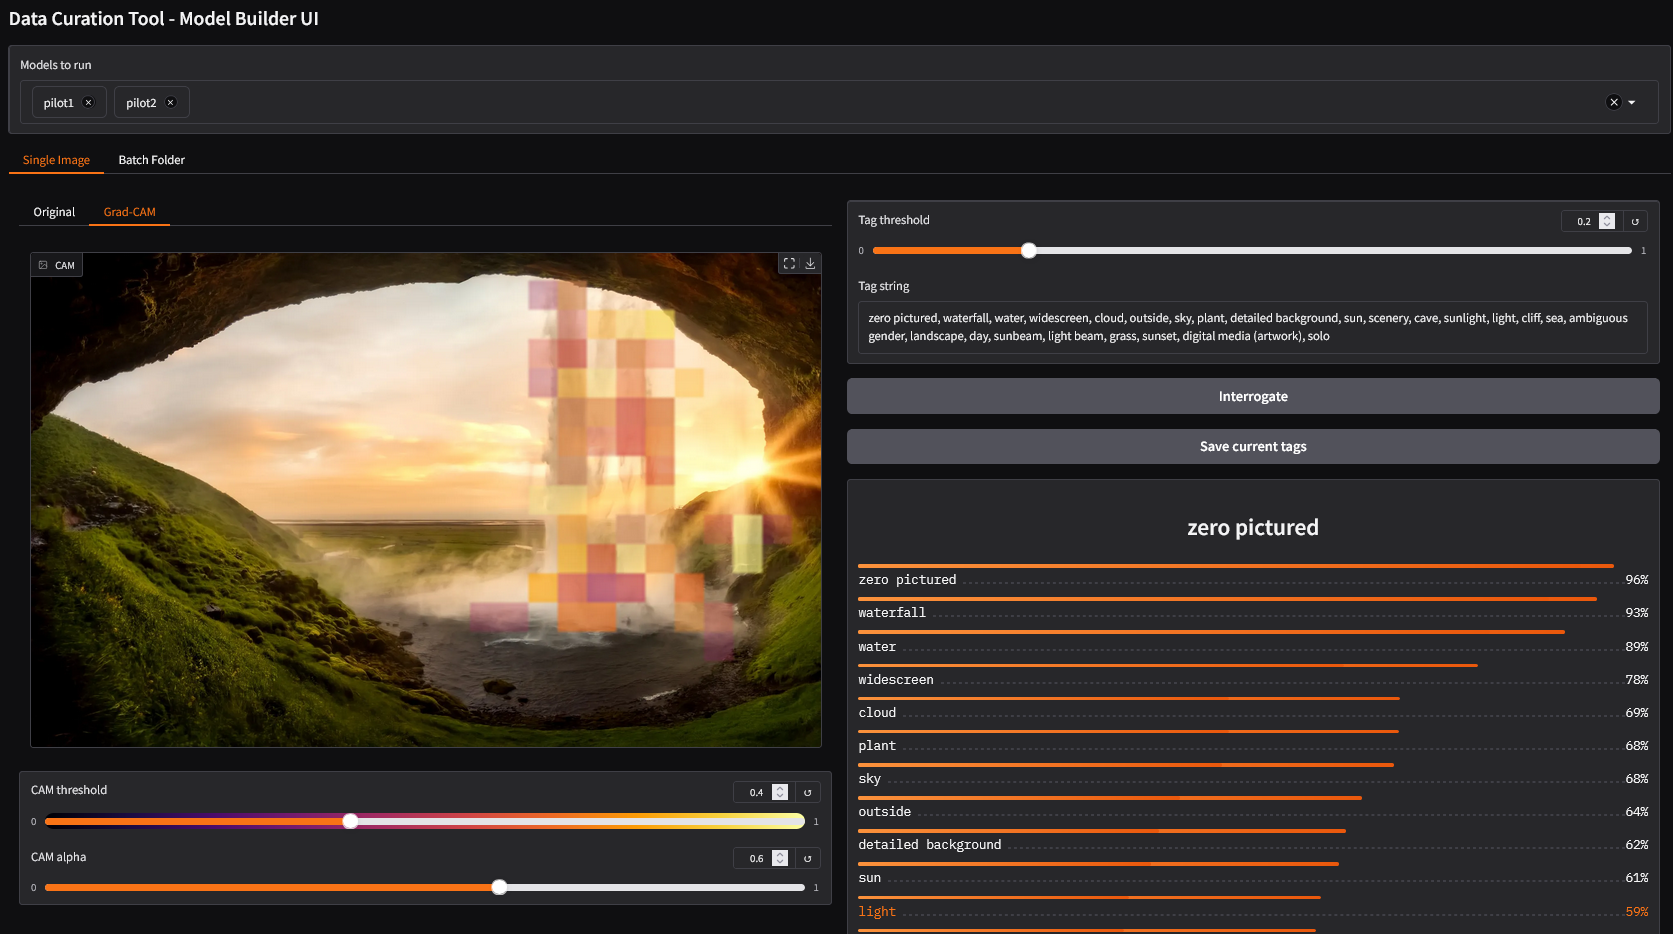 Data Curation Tool - Model Builder UI
Models to run
pilot1
pilot2
Single Image
Batch Folder
Original
Grad-CAM
CAM
CAM threshold
0.4
0
1
CAM alpha
0.6
0
1
Tag threshold
0.2
0
1
Tag string
zero pictured, waterfall, water, widescreen, cloud, outside, sky, plant, detailed background, sun, scenery, cave, sunlight, light, cliff, sea, ambiguous
gender, landscape, day, sunbeam, light beam, grass, sunset, digital media (artwork), solo
Interrogate
Save current tags
zero pictured
zero pictured 96%
waterfall 93%
water 89%
widescreen 78%
cloud 69%
plant 68%
sky 68%
outside 64%
detailed background 62%
sun 61%
light 59%